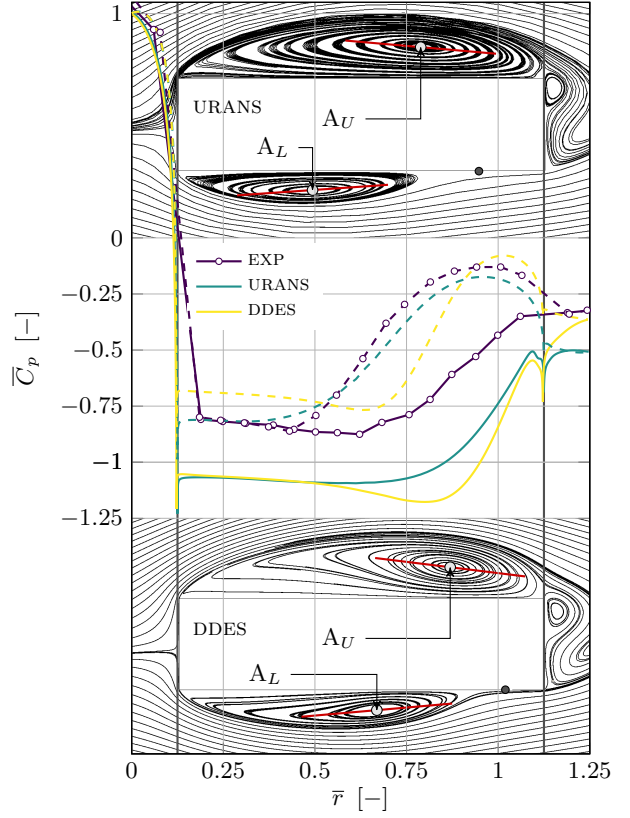 1
URANS
A_U
A_L
0
EXP
URANS
DDES
−0.25
−0.5
−0.75
−1
−1.25
C̅_p [−]
DDES
A_U
A_L
0
0.25
0.5
0.75
1
1.25
r̅ [−]